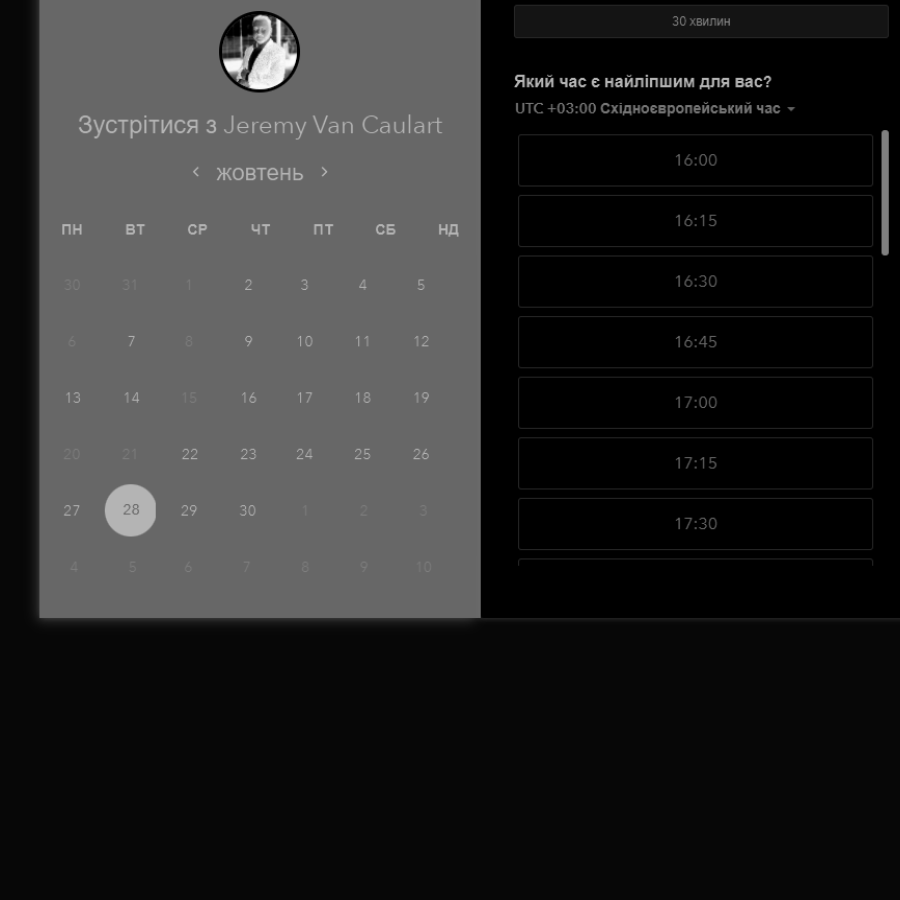 Зустрітися з Jeremy Van Caulart
жовтень
ПН ВТ СР ЧТ ПТ СБ НД
30 31 1 2 3 4 5
6 7 8 9 10 11 12
13 14 15 16 17 18 19
20 21 22 23 24 25 26
27 28 29 30 1 2 3
4 5 6 7 8 9 10
30 хвилин
Який час є найліпшим для вас?
UTC +03:00 Східноєвропейський час
16:00
16:15
16:30
16:45
17:00
17:15
17:30